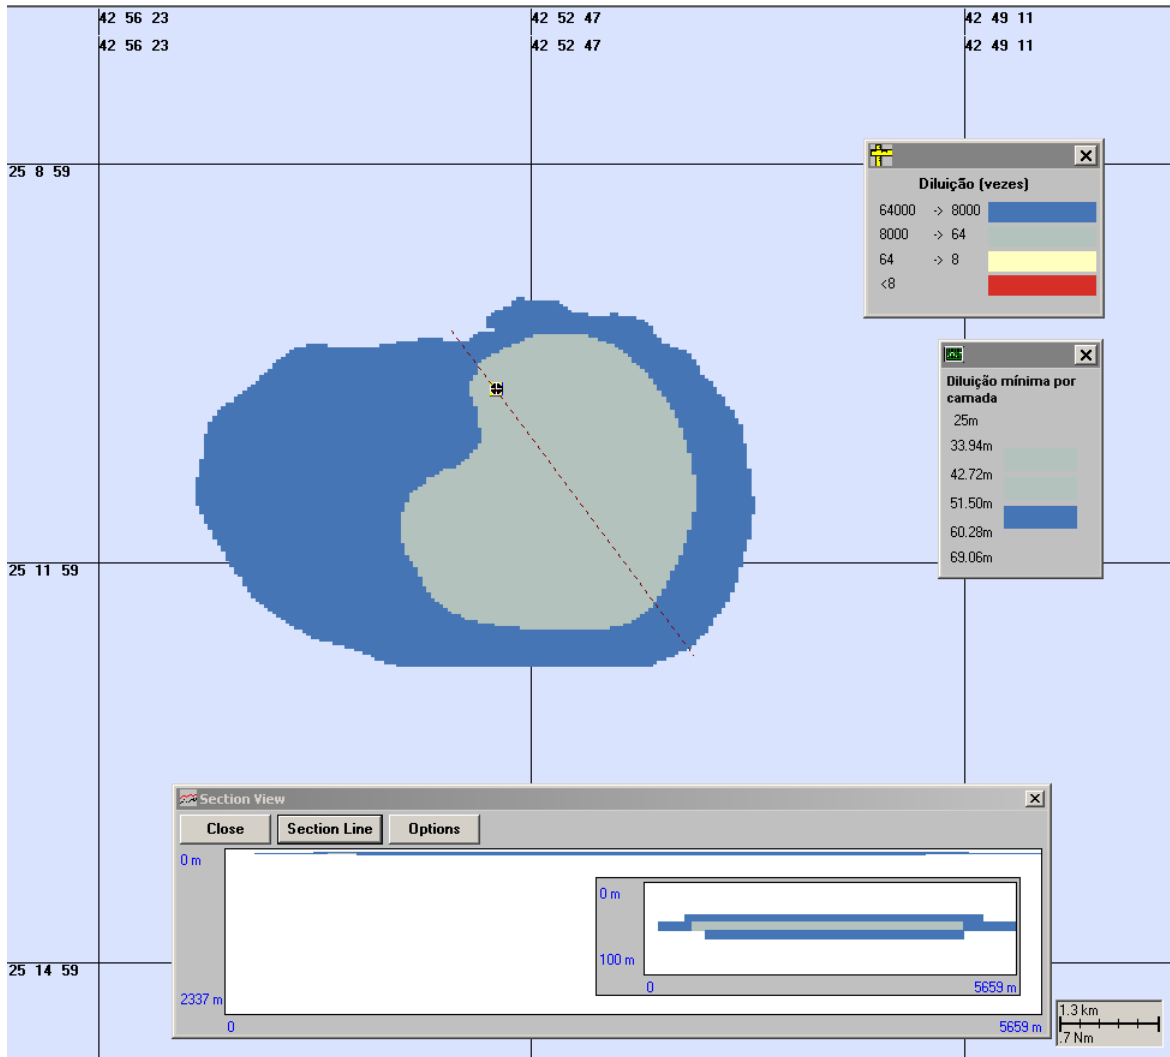 42 56 23 42 52 47 42 49 11
42 56 23 42 52 47 42 49 11
25 8 59
Diluição (vezes)
64000 -> 8000
8000 -> 64
64 -> 8
<8
Diluição mínima por
camada
25m
33.94m
42.72m
51.50m
60.28m
69.06m
25 11 59
Section View
Close Section Line Options
0 m
2337 m
0 5659 m
0 m
100 m
0 5659 m
25 14 59
1.3 km
.7 Nm